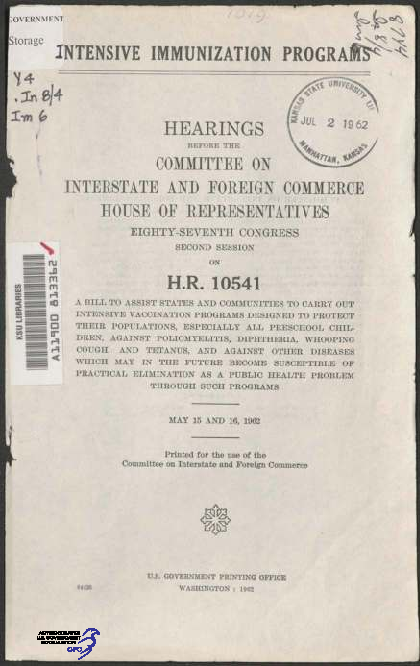 GOVERNMENT
Storage
INTENSIVE IMMUNIZATION PROGRAMS
Y4
.In 8/4
Im 6
KANSAS STATE UNIVERSITY
JUL 2 1962
MANHATTAN, KANSAS
HEARINGS
BEFORE THE
COMMITTEE ON
INTERSTATE AND FOREIGN COMMERCE
HOUSE OF REPRESENTATIVES
EIGHTY-SEVENTH CONGRESS
SECOND SESSION
ON
H.R. 10541
A BILL TO ASSIST STATES AND COMMUNITIES TO CARRY OUT
INTENSIVE VACCINATION PROGRAMS DESIGNED TO PROTECT
THEIR POPULATIONS, ESPECIALLY ALL PRESCHOOL CHIL-
DREN, AGAINST POLIOMYELITIS, DIPHTHERIA, WHOOPING
COUGH AND TETANUS, AND AGAINST OTHER DISEASES
WHICH MAY IN THE FUTURE BECOME SUSCEPTIBLE OF
PRACTICAL ELIMINATION AS A PUBLIC HEALTH PROBLEM
THROUGH SUCH PROGRAMS
KSU LIBRARIES
A11900 813362
MAY 15 AND 16, 1962
Printed for the use of the
Committee on Interstate and Foreign Commerce
U.S. GOVERNMENT PRINTING OFFICE
WASHINGTON : 1962
AUTHENTICATED
U.S. GOVERNMENT
INFORMATION
GPO